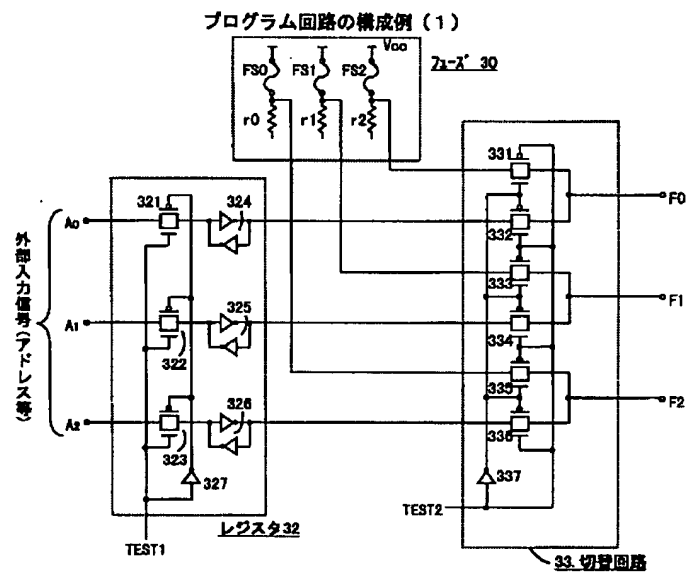 プログラム回路の構成例(1)
Vcc
FS0 FS1 FS2
ﾌｭｰｽﾞ 30
r0 r1 r2
331
321 324
A0
F0
332
333
外部入力信号(アドレス等)
325
A1
F1
322
334
335
326
A2
F2
323
336
327
337
TEST2
レジスタ32
TEST1
33.切替回路